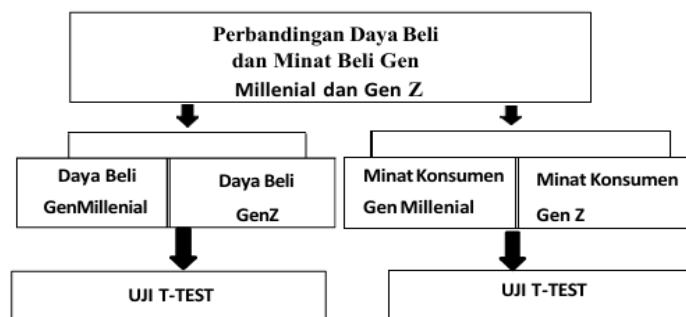 Perbandingan Daya Beli
dan Minat Beli Gen
Millenial dan Gen Z
Daya Beli
GenMillenial
Daya Beli
GenZ
Minat Konsumen
Gen Millenial
Minat Konsumen
Gen Z
UJI T-TEST
UJI T-TEST